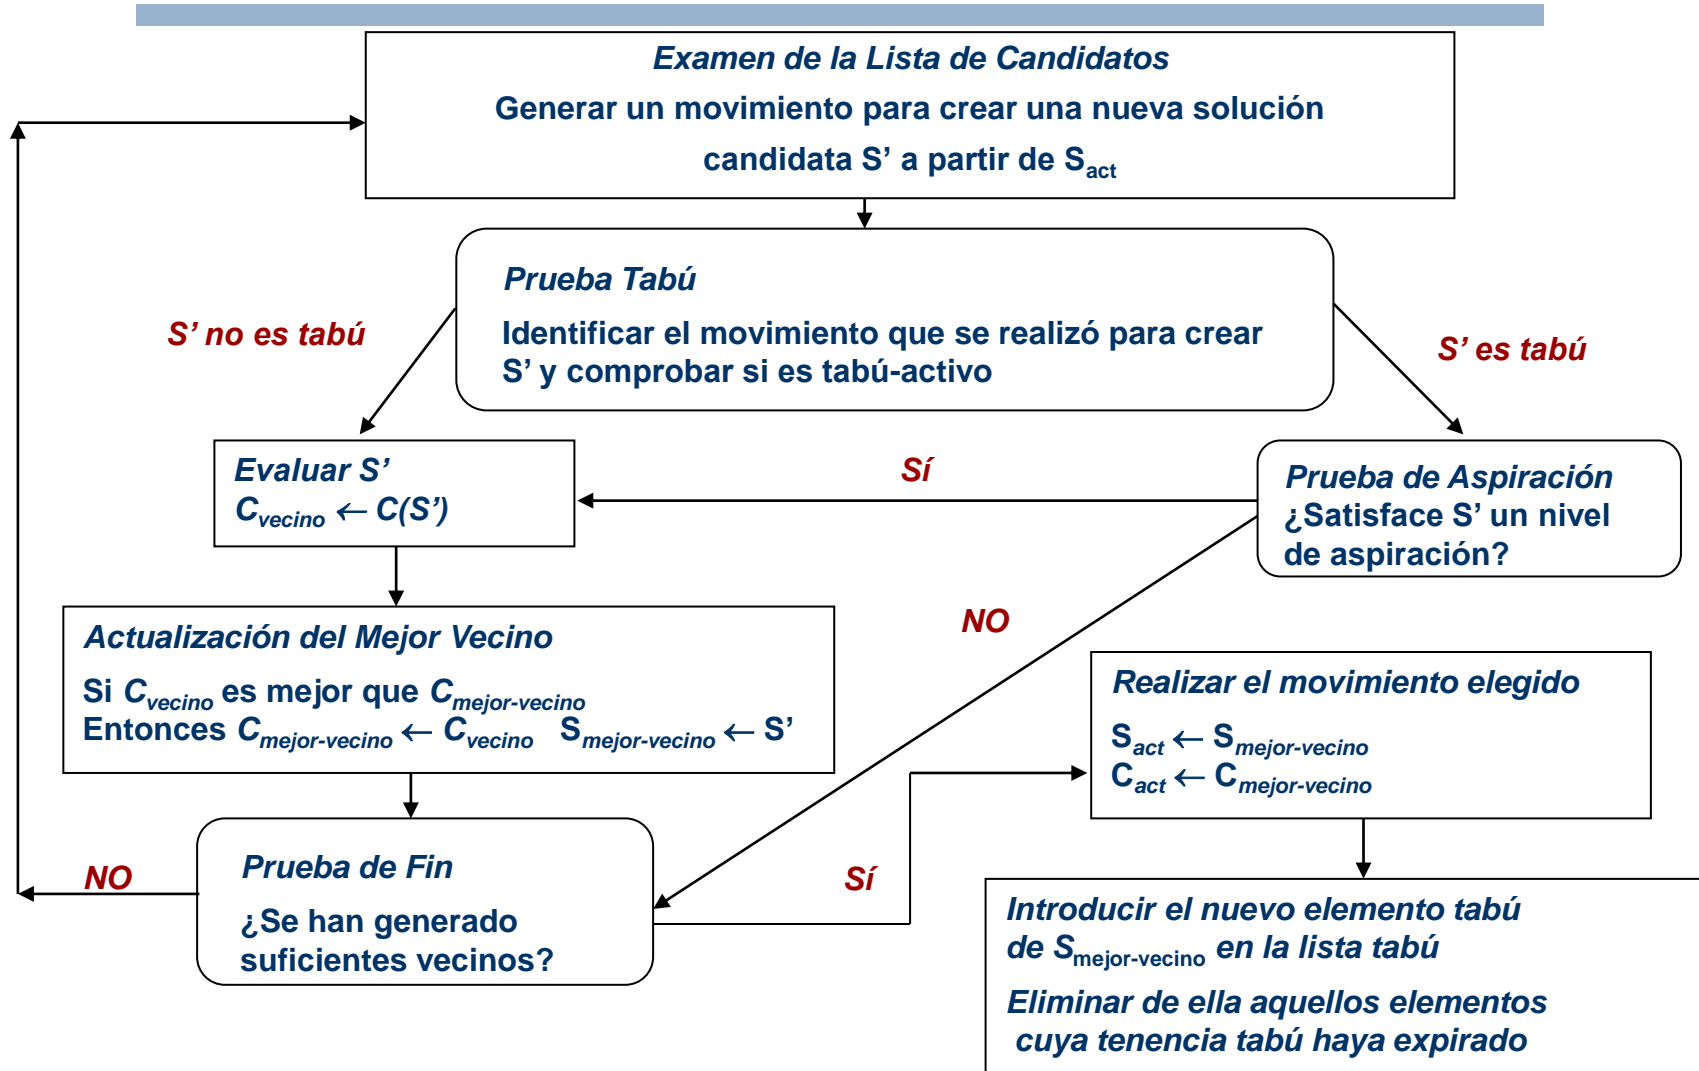 Examen de la Lista de Candidatos
Generar un movimiento para crear una nueva solución
candidata S’ a partir de Sact
Prueba Tabú
Identificar el movimiento que se realizó para crear
S’ y comprobar si es tabú-activo
S’ no es tabú
S’ es tabú
Evaluar S’
Cvecino ← C(S’)
Sí
Prueba de Aspiración
¿Satisface S’ un nivel
de aspiración?
NO
Actualización del Mejor Vecino
Si Cvecino es mejor que Cmejor-vecino
Entonces Cmejor-vecino ← Cvecino Smejor-vecino ← S’
Realizar el movimiento elegido
Sact ← Smejor-vecino
Cact ← Cmejor-vecino
Prueba de Fin
¿Se han generado
suficientes vecinos?
NO
Sí
Introducir el nuevo elemento tabú
de Smejor-vecino en la lista tabú
Eliminar de ella aquellos elementos
cuya tenencia tabú haya expirado